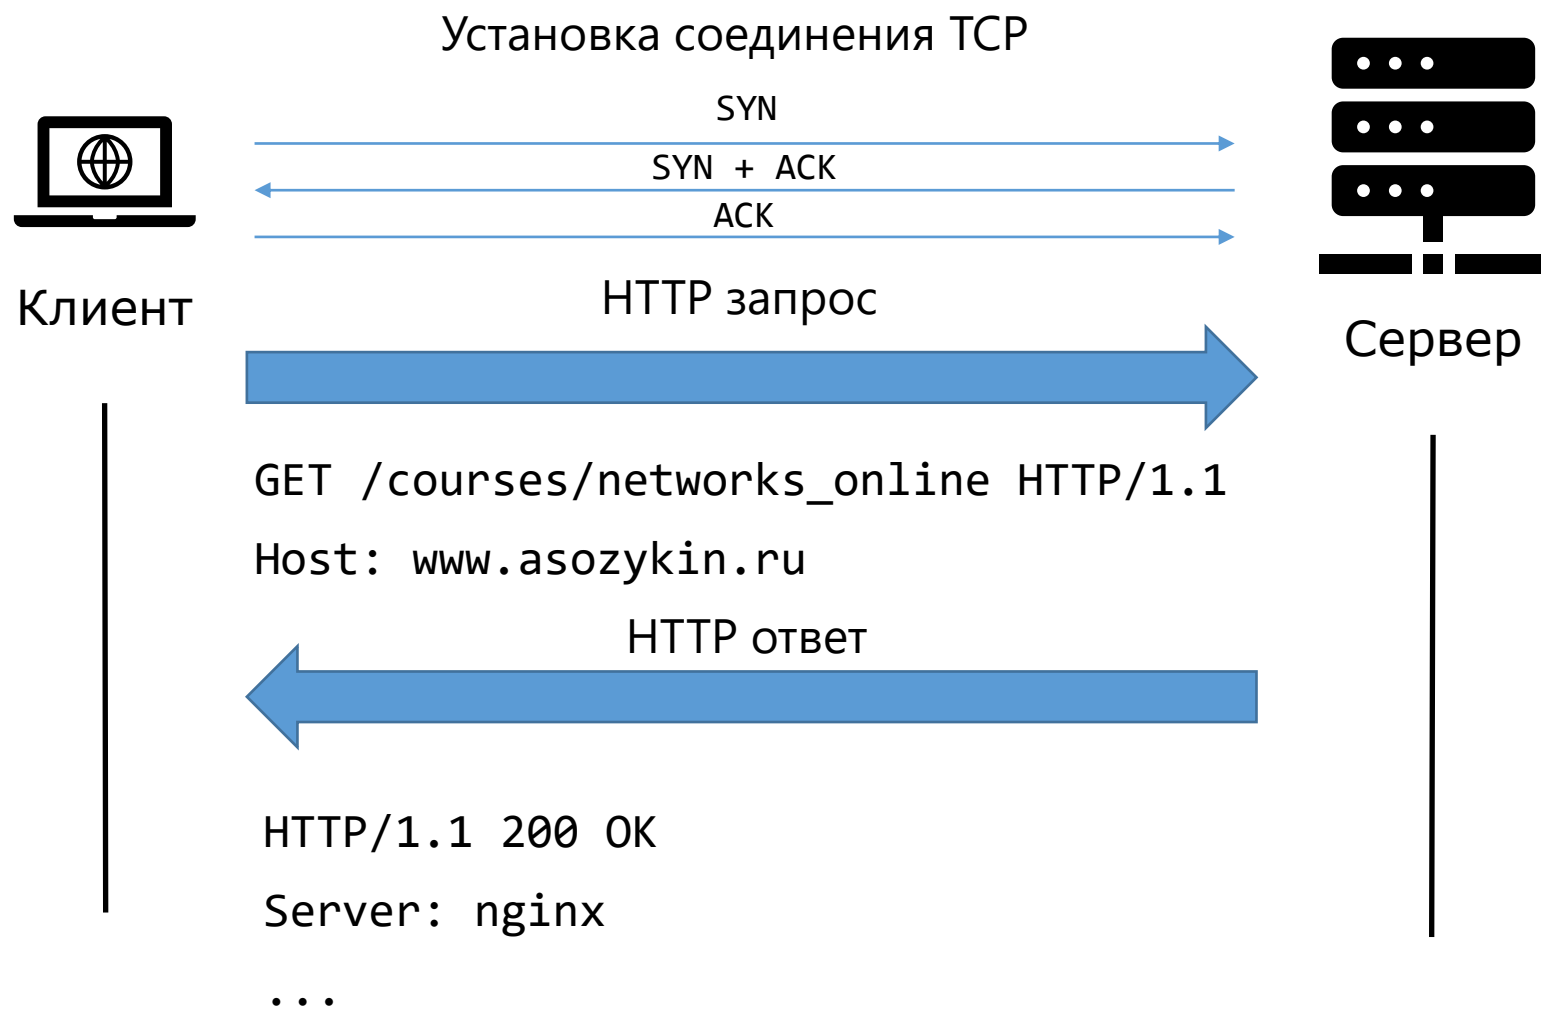 Установка соединения TCP
SYN
SYN + ACK
ACK
Клиент
HTTP запрос
Сервер
GET /courses/networks_online HTTP/1.1
Host: www.asozykin.ru
HTTP ответ
HTTP/1.1 200 OK
Server: nginx
...